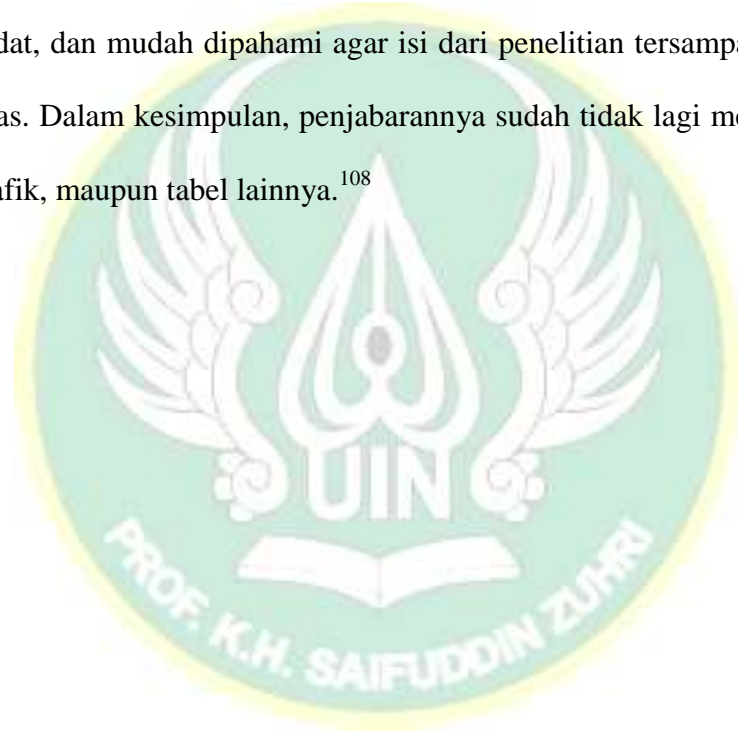 dat, dan mudah dipahami agar isi dari penelitian tersampa
as. Dalam kesimpulan, penjabarannya sudah tidak lagi me
afik, maupun tabel lainnya.108
UIN
PROF. K.H. SAIFUDDIN ZUHRI